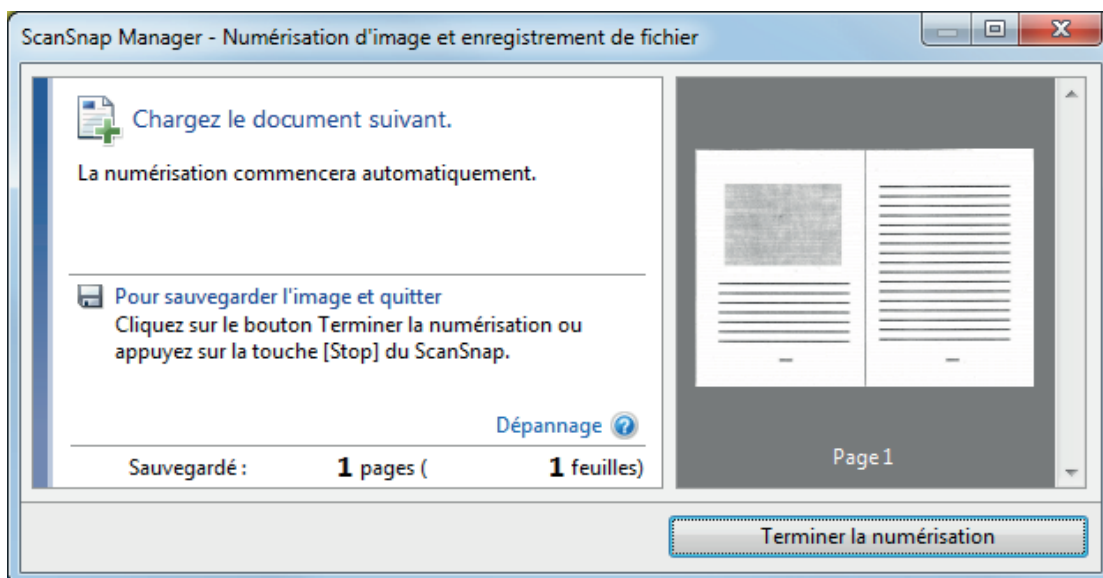 ScanSnap Manager - Numérisation d'image et enregistrement de fichier
Chargez le document suivant.
La numérisation commencera automatiquement.
Pour sauvegarder l'image et quitter
Cliquez sur le bouton Terminer la numérisation ou
appuyez sur la touche [Stop] du ScanSnap.
Dépannage
Sauvegardé : 1 pages ( 1 feuilles)
Page 1
Terminer la numérisation